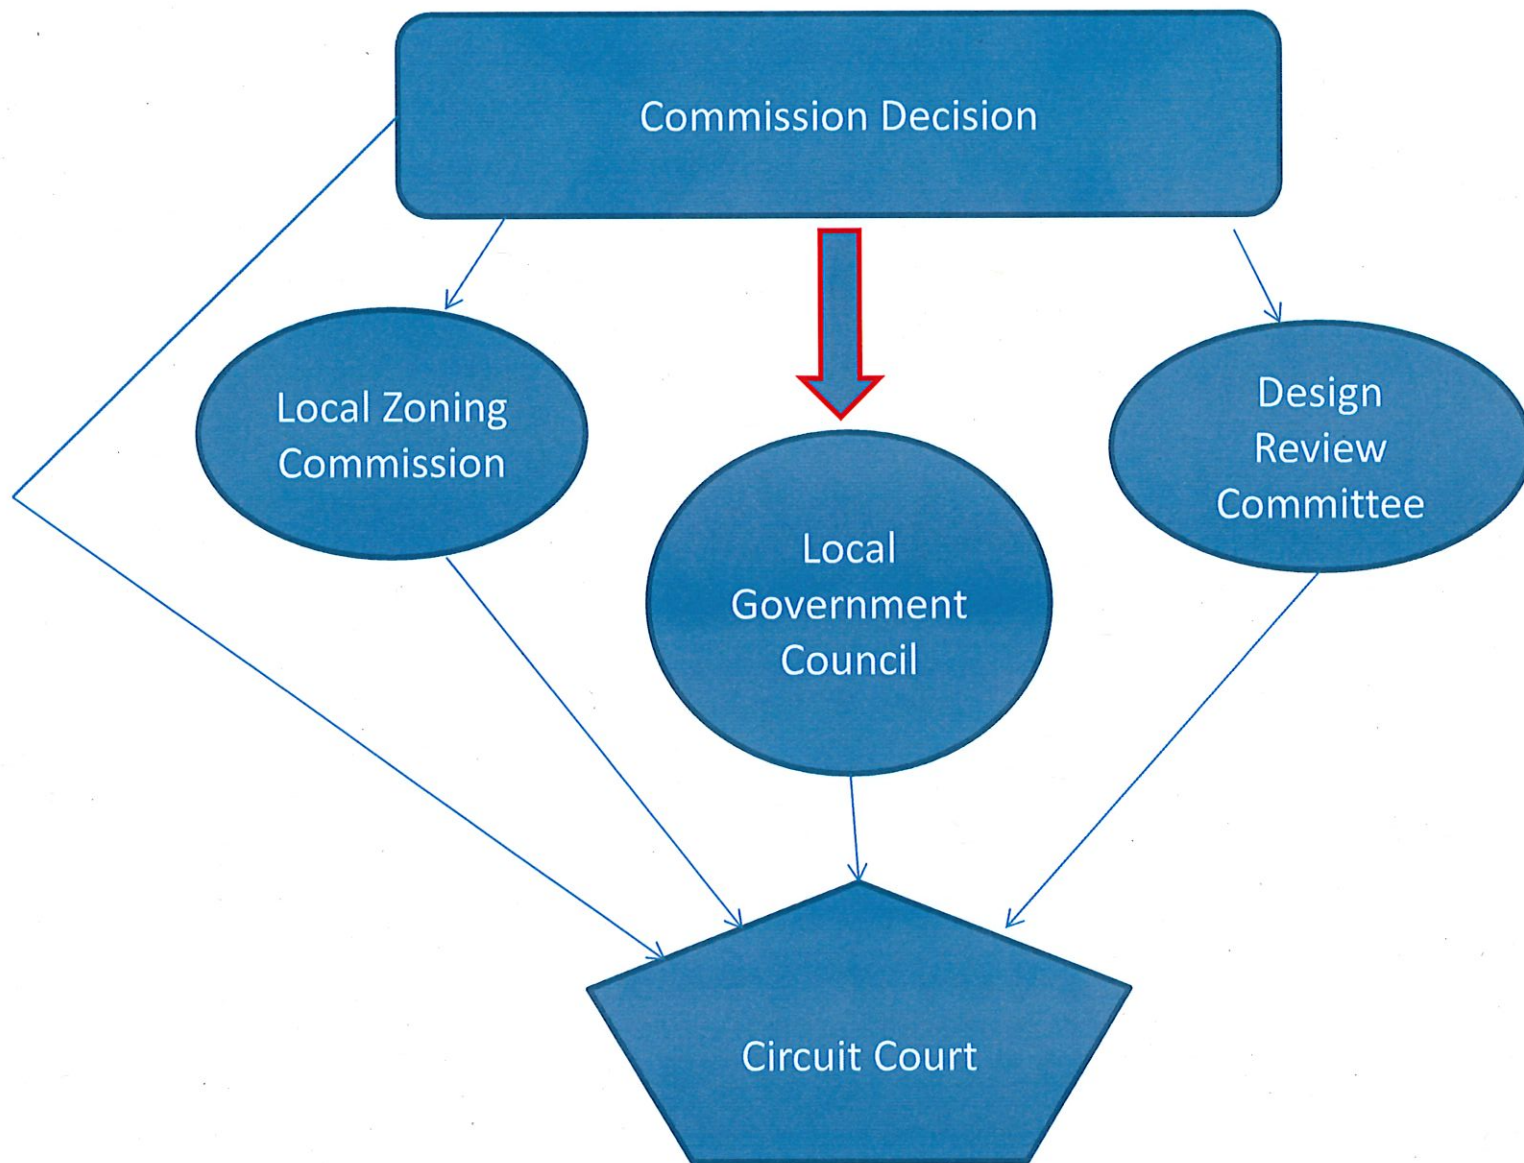 Commission Decision
Local Zoning
Commission
Design
Review
Committee
Local
Government
Council
Circuit Court